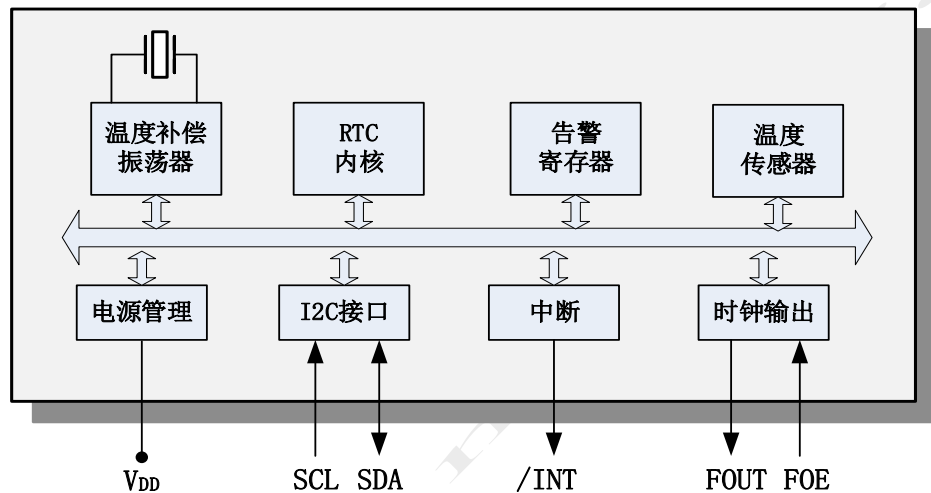 温度补偿
振荡器
RTC
内核
告警
寄存器
温度
传感器
电源管理
I2C接口
中断
时钟输出
VDD
SCL
SDA
/INT
FOUT
FOE